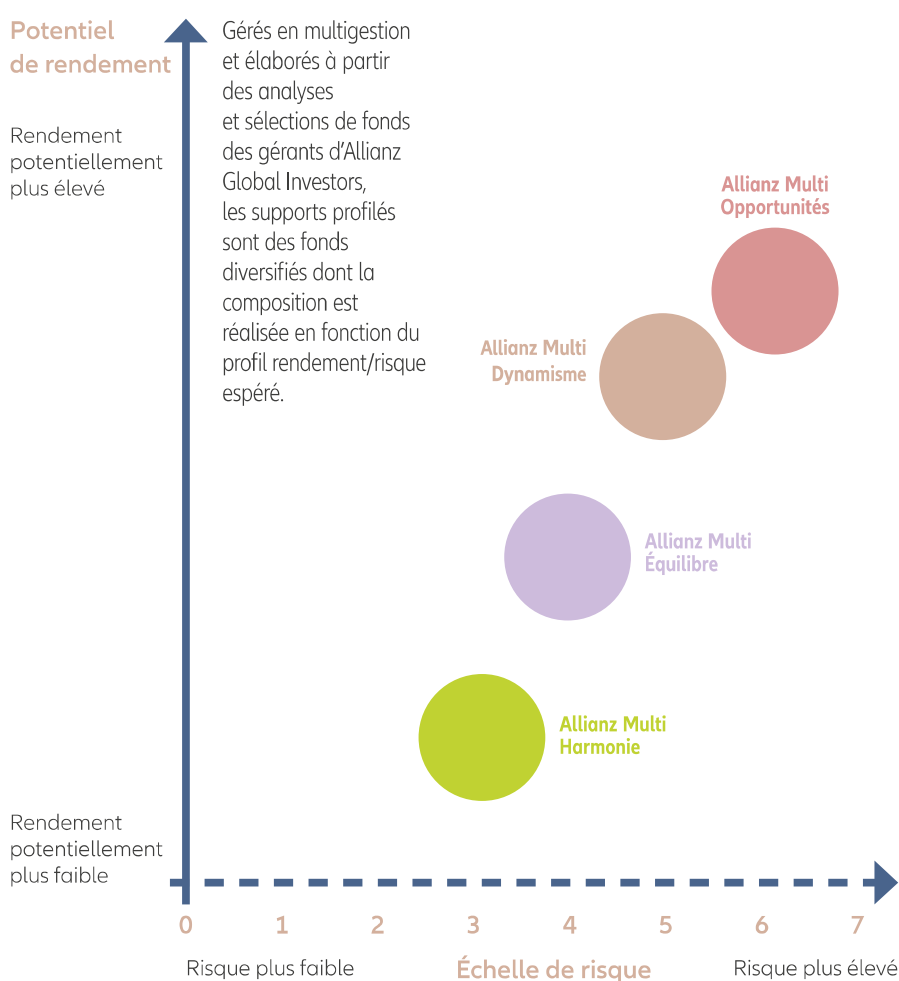 Potentiel
de rendement
Rendement
potentiellement
plus élevé
Gérés en multigestion
et élaborés à partir
des analyses
et sélections de fonds
des gérants d’Allianz
Global Investors,
les supports profilés
sont des fonds
diversifiés dont la
composition est
réalisée en fonction du
profil rendement/risque
espéré.
Allianz Multi
Opportunités
Allianz Multi
Dynamisme
Allianz Multi
Équilibre
Allianz Multi
Harmonie
Rendement
potentiellement
plus faible
0 1 2 3 4 5 6 7
Risque plus faible Échelle de risque Risque plus élevé